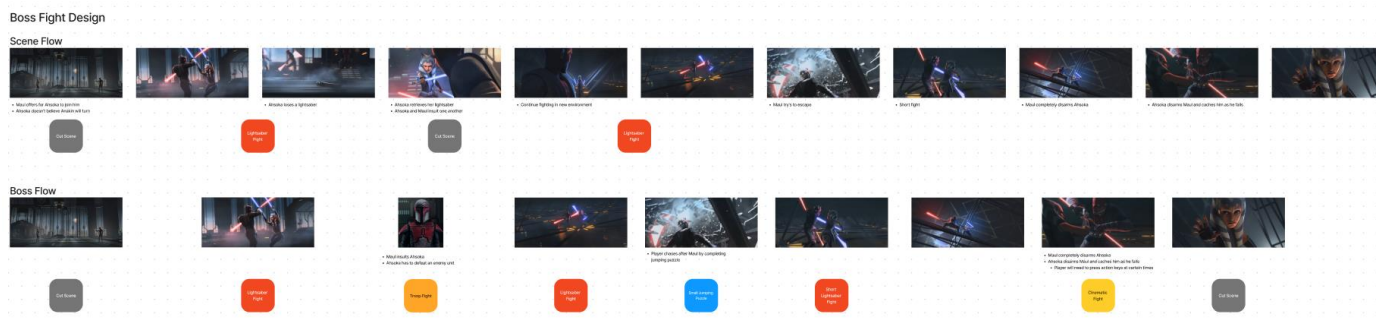 Boss Fight Design
Scene Flow
• Maul offers for Ahsoka to join him
• Ahsoka doesn't believe Anakin will turn
• Ahsoka loses a lightsaber
• Ahsoka retrieves her lightsaber
• Ahsoka and Maul insult one another
• Continue fighting in new environment
• Maul try's to escape
• Short fight
• Maul completely disarms Ahsoka
• Ahsoka disarms Maul and caches him as he falls
Cut Scene
Lightsaber
Fight
Cut Scene
Lightsaber
Fight
Boss Flow
• Maul insults Ahsoka
• Ahsoka has to defeat an enemy unit
• Player chases after Maul by completing
jumping puzzle
• Maul completely disarms Ahsoka
• Ahsoka disarms Maul and caches him as he falls
• Player will need to press action keys at certain times
Cut Scene
Lightsaber
Fight
Troop Fight
Lightsaber
Fight
Small Jumping
Puzzle
Short
Lightsaber
Fight
Cinematic
Fight
Cut Scene